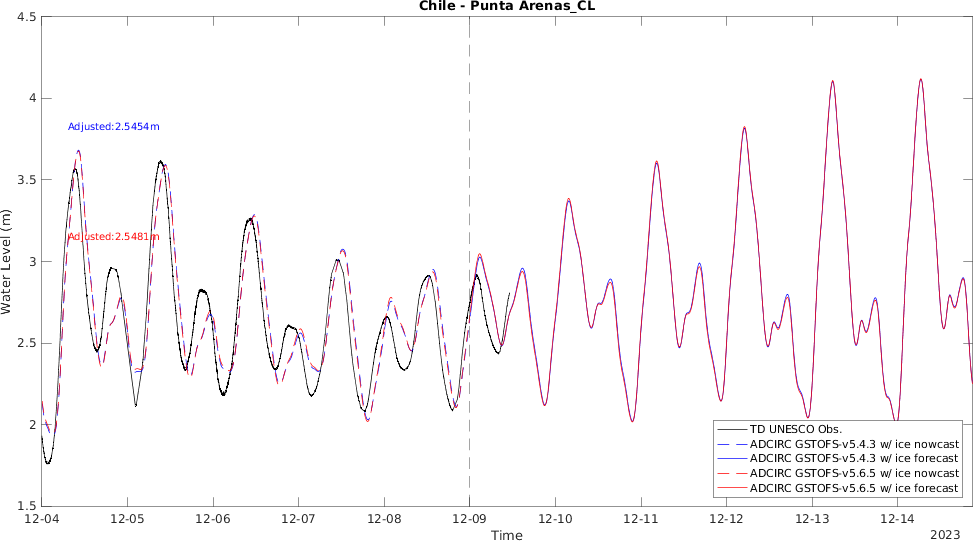 Chile - Punta Arenas_CL
4.5
4
3.5
3
2.5
2
1.5
Water Level (m)
Adjusted:2.5454m
Adjusted:2.5481m
TD UNESCO Obs.
ADCIRC GSTOFS-v5.4.3 w/ ice nowcast
ADCIRC GSTOFS-v5.4.3 w/ ice forecast
ADCIRC GSTOFS-v5.6.5 w/ ice nowcast
ADCIRC GSTOFS-v5.6.5 w/ ice forecast
12-04 12-05 12-06 12-07 12-08 12-09 12-10 12-11 12-12 12-13 12-14
Time
2023